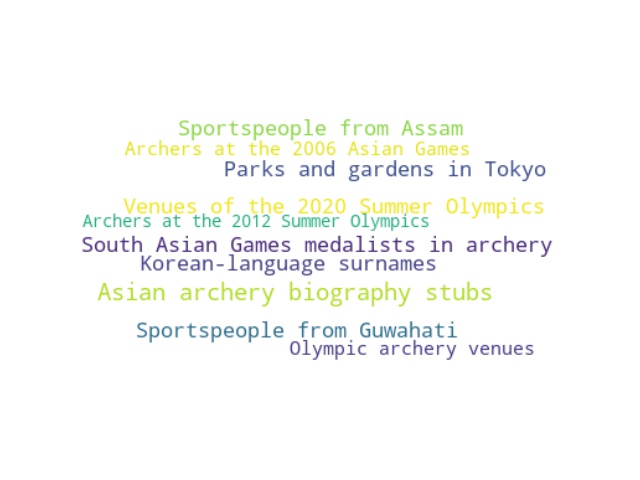 Sportspeople from Assam
Archers at the 2006 Asian Games
Parks and gardens in Tokyo
Venues of the 2020 Summer Olympics
Archers at the 2012 Summer Olympics
South Asian Games medalists in archery
Korean-language surnames
Asian archery biography stubs
Sportspeople from Guwahati
Olympic archery venues